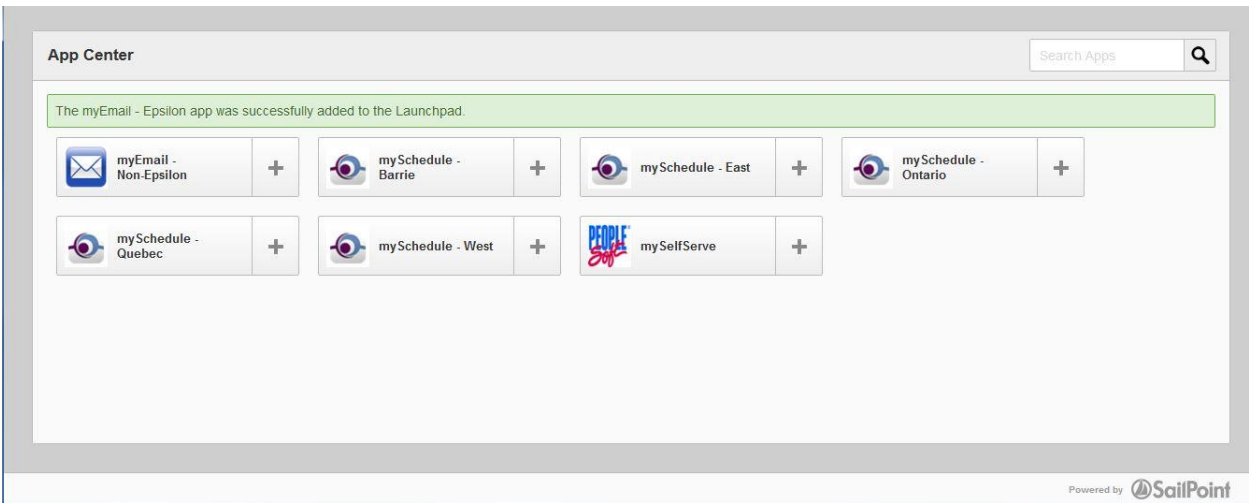 App Center
Search Apps
The myEmail - Epsilon app was successfully added to the Launchpad.
myEmail -
Non-Epsilon
mySchedule -
Barrie
mySchedule - East
mySchedule -
Ontario
mySchedule -
Quebec
mySchedule - West
PEOPLE
Soft
mySelfServe
Powered by SailPoint